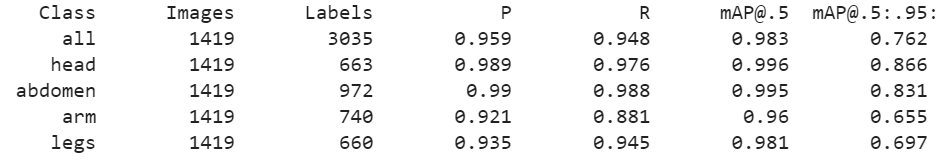 Class Images Labels P R mAP@.5 mAP@.5:.95:
all 1419 3035 0.959 0.948 0.983 0.762
head 1419 663 0.989 0.976 0.996 0.866
abdomen 1419 972 0.99 0.988 0.995 0.831
arm 1419 740 0.921 0.881 0.96 0.655
legs 1419 660 0.935 0.945 0.981 0.697